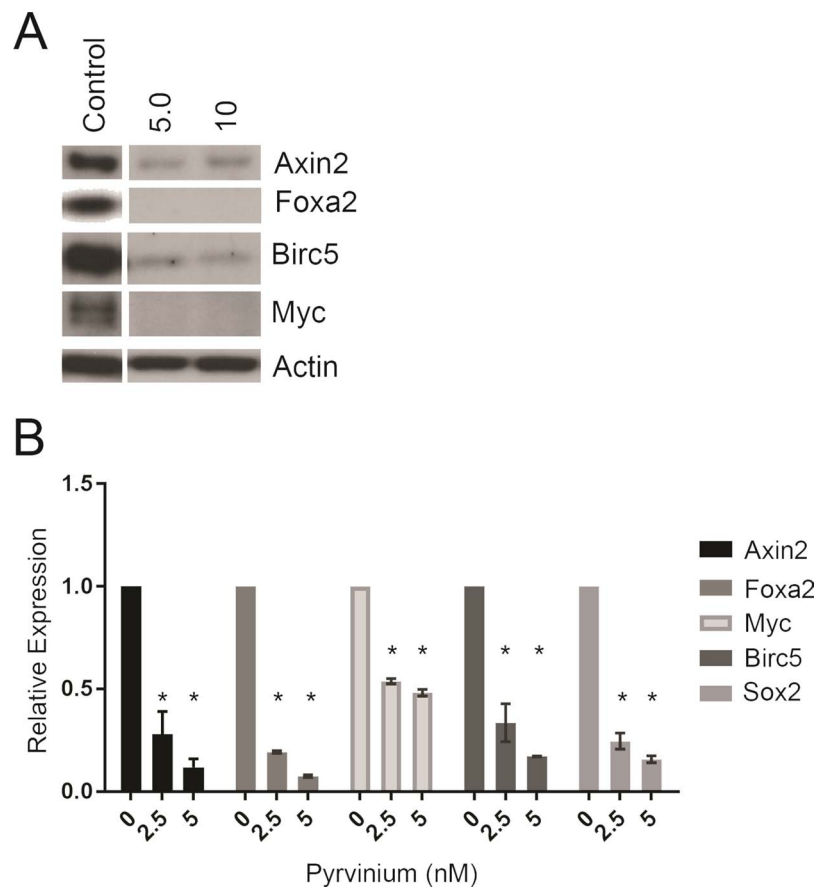 A
Control
5.0
10
Axin2
Foxa2
Birc5
Myc
Actin
B
1.5
1.0
0.5
0.0
Relative Expression
* * * * * * * * * *
0 2.5 5 0 2.5 5 0 2.5 5 0 2.5 5 0 2.5 5
Pyrvinium (nM)
Axin2
Foxa2
Myc
Birc5
Sox2